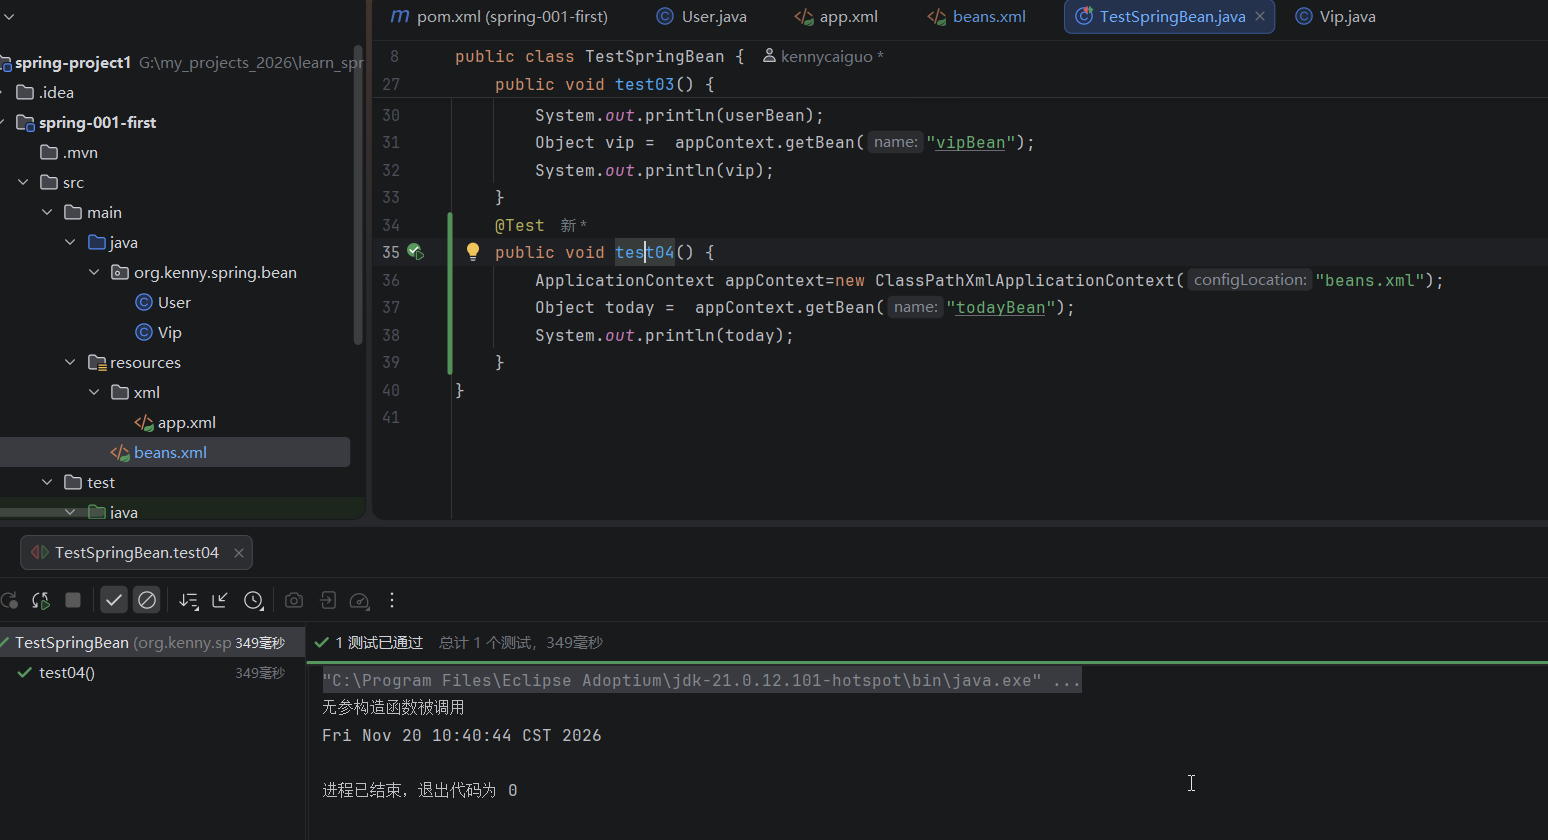 pom.xml (spring-001-first)
User.java
app.xml
beans.xml
TestSpringBean.java
Vip.java
spring-project1 G:\my_projects_2026\learn_spr
.idea
spring-001-first
.mvn
src
main
java
org.kenny.spring.bean
User
Vip
resources
xml
app.xml
beans.xml
test
java
8 public class TestSpringBean { kennycaiguo *
27 public void test03() {
30 System.out.println(userBean);
31 Object vip = appContext.getBean( name: "vipBean");
32 System.out.println(vip);
33 }
34 @Test 新 *
35 public void test04() {
36 ApplicationContext appContext=new ClassPathXmlApplicationContext( configLocation: "beans.xml");
37 Object today = appContext.getBean( name: "todayBean");
38 System.out.println(today);
39 }
40 }
41
TestSpringBean.test04
TestSpringBean (org.kenny.sp 349毫秒
test04() 349毫秒
1 测试已通过 总计 1 个测试, 349毫秒
"C:\Program Files\Eclipse Adoptium\jdk-21.0.12.101-hotspot\bin\java.exe" ...
无参构造函数被调用
Fri Nov 20 10:40:44 CST 2026
进程已结束，退出代码为 0